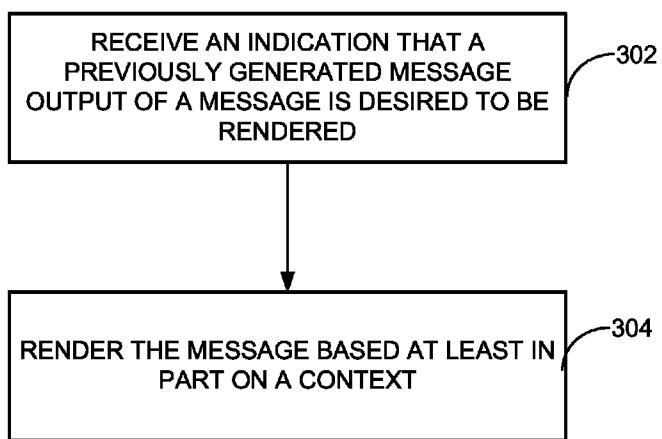 RECEIVE AN INDICATION THAT A
PREVIOUSLY GENERATED MESSAGE
OUTPUT OF A MESSAGE IS DESIRED TO BE
RENDERED
302
RENDER THE MESSAGE BASED AT LEAST IN
PART ON A CONTEXT
304